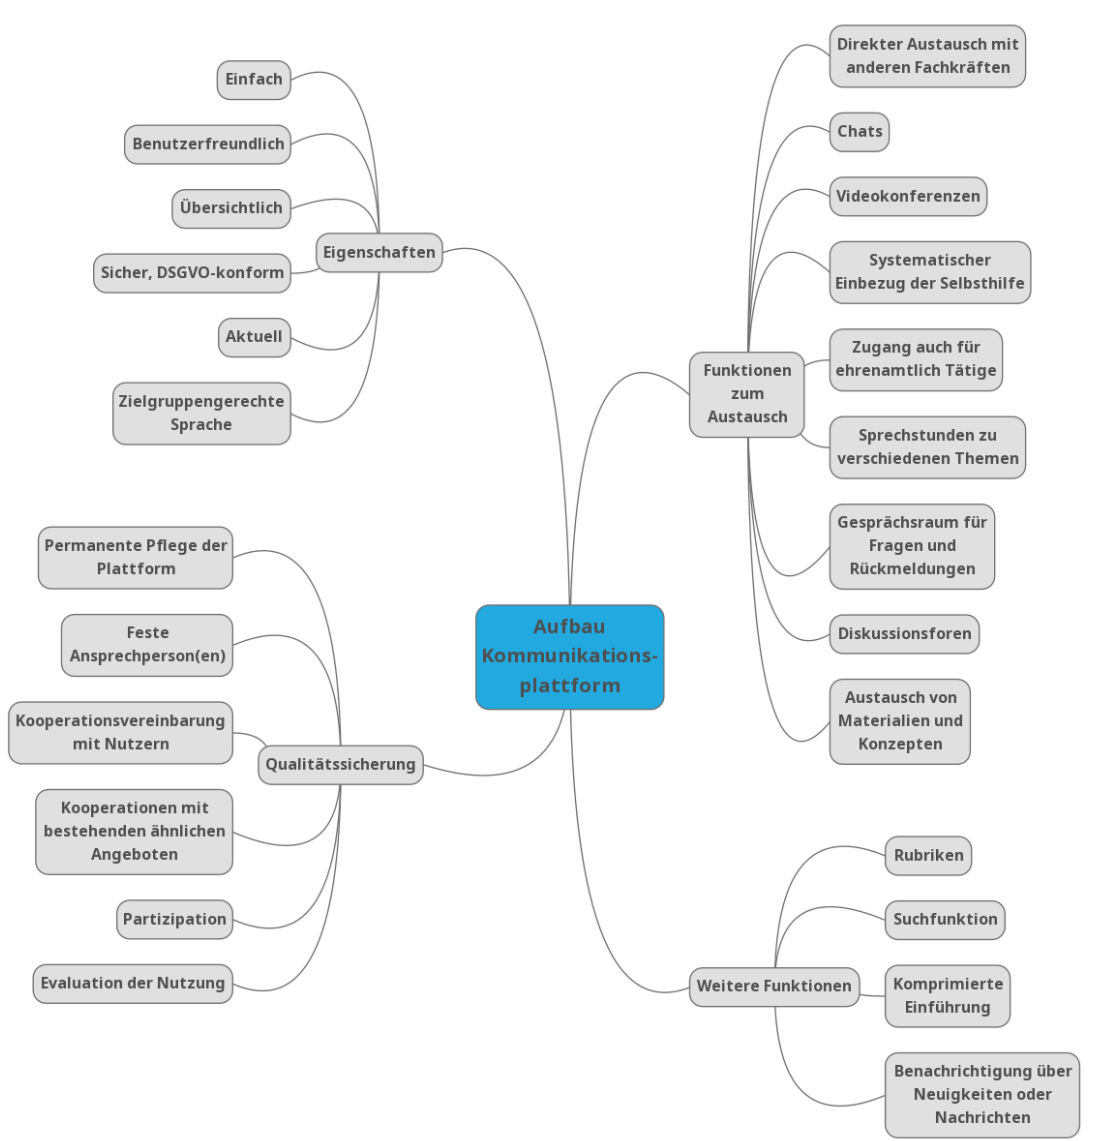 Aufbau
Kommunikations-
plattform
Eigenschaften
Einfach
Benutzerfreundlich
Übersichtlich
Sicher, DSGVO-konform
Aktuell
Zielgruppengerechte
Sprache
Funktionen
zum
Austausch
Direkter Austausch mit
anderen Fachkräften
Chats
Videokonferenzen
Systematischer
Einbezug der Selbsthilfe
Zugang auch für
ehrenamtlich Tätige
Sprechstunden zu
verschiedenen Themen
Gesprächsraum für
Fragen und
Rückmeldungen
Diskussionsforen
Austausch von
Materialien und
Konzepten
Qualitätssicherung
Permanente Pflege der
Plattform
Feste
Ansprechperson(en)
Kooperationsvereinbarung
mit Nutzern
Kooperationen mit
bestehenden ähnlichen
Angeboten
Partizipation
Evaluation der Nutzung
Weitere Funktionen
Rubriken
Suchfunktion
Komprimierte
Einführung
Benachrichtigung über
Neuigkeiten oder
Nachrichten